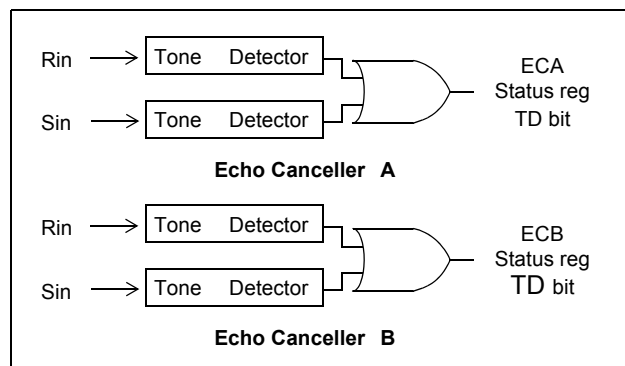 Rin
Tone Detector
Sin
Tone Detector
ECA
Status reg
TD bit
Echo Canceller A
Rin
Tone Detector
Sin
Tone Detector
ECB
Status reg
TD bit
Echo Canceller B